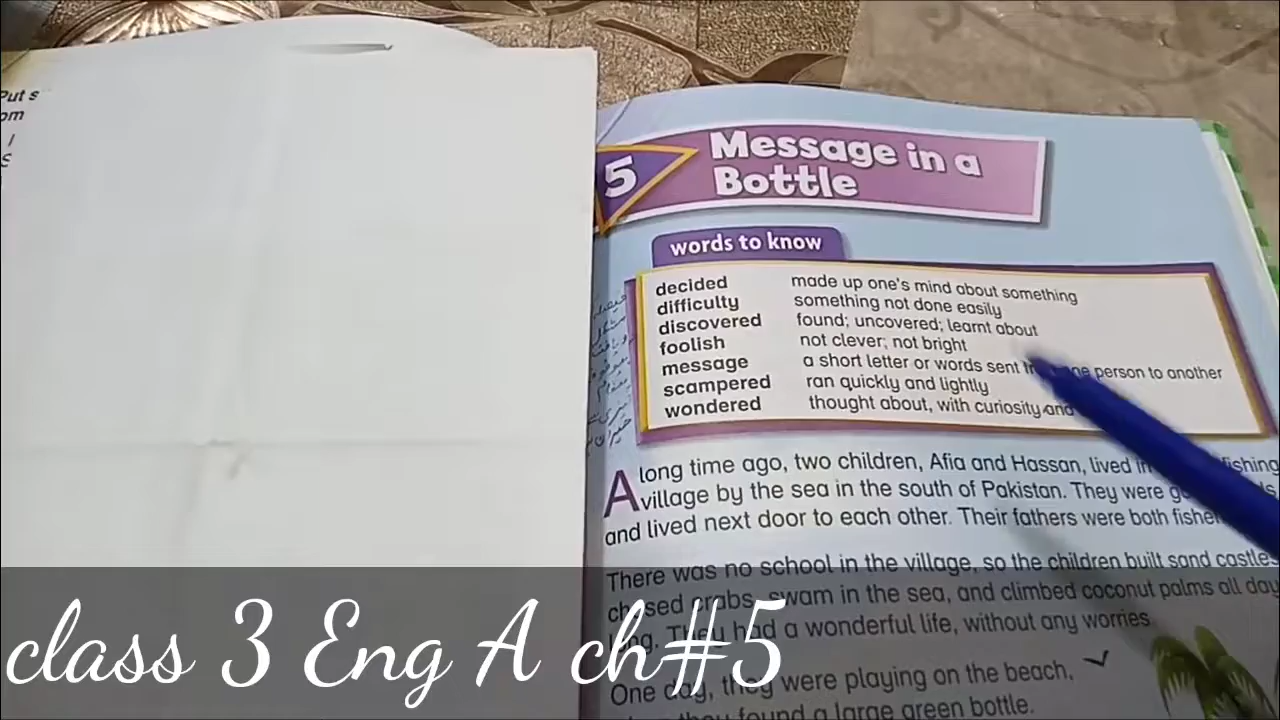 Put s
om
5
Message in a
Bottle
words to know
decided made up one's mind about something
difficulty something not done easily
discovered found; uncovered; learnt about
foolish not clever; not bright
message a short letter or words sent person to another
scampered ran quickly and lightly
wondered thought about, with curiosity and
A long time ago, two children, Afia and Hassan, lived in fishing
village by the sea in the south of Pakistan. They were
and lived next door to each other. Their fathers were both
There was no school in the village, so the children built sand castles
chased crabs, swam in the sea, and climbed coconut palms all day
long. They had a wonderful life, without any worries.
One day, they were playing on the beach,
they found a large green bottle.
class 3 Eng A ch#5